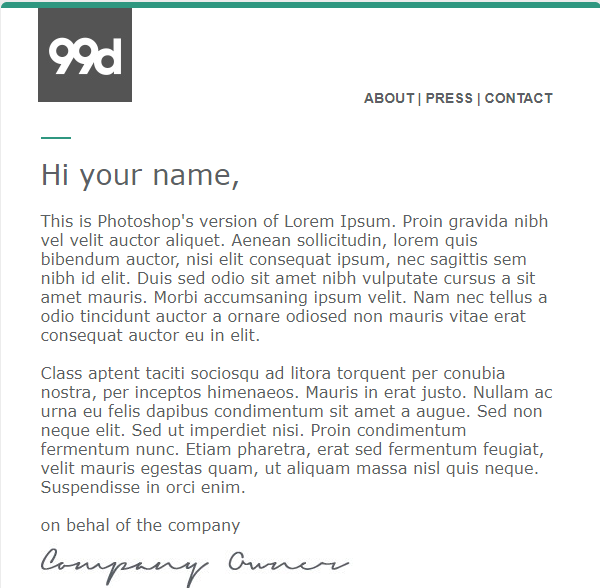 99d
ABOUT | PRESS | CONTACT
Hi your name,
This is Photoshop's version of Lorem Ipsum. Proin gravida nibh
vel velit auctor aliquet. Aenean sollicitudin, lorem quis
bibendum auctor, nisi elit consequat ipsum, nec sagittis sem
nibh id elit. Duis sed odio sit amet nibh vulputate cursus a sit
amet mauris. Morbi accumsaning ipsum velit. Nam nec tellus a
odio tincidunt auctor a ornare odiosed non mauris vitae erat
consequat auctor eu in elit.
Class aptent taciti sociosqu ad litora torquent per conubia
nostra, per inceptos himenaeos. Mauris in erat justo. Nullam ac
urna eu felis dapibus condimentum sit amet a augue. Sed non
neque elit. Sed ut imperdiet nisi. Proin condimentum
fermentum nunc. Etiam pharetra, erat sed fermentum feugiat,
velit mauris egestas quam, ut aliquam massa nisl quis neque.
Suspendisse in orci enim.
on behal of the company
Company Owner